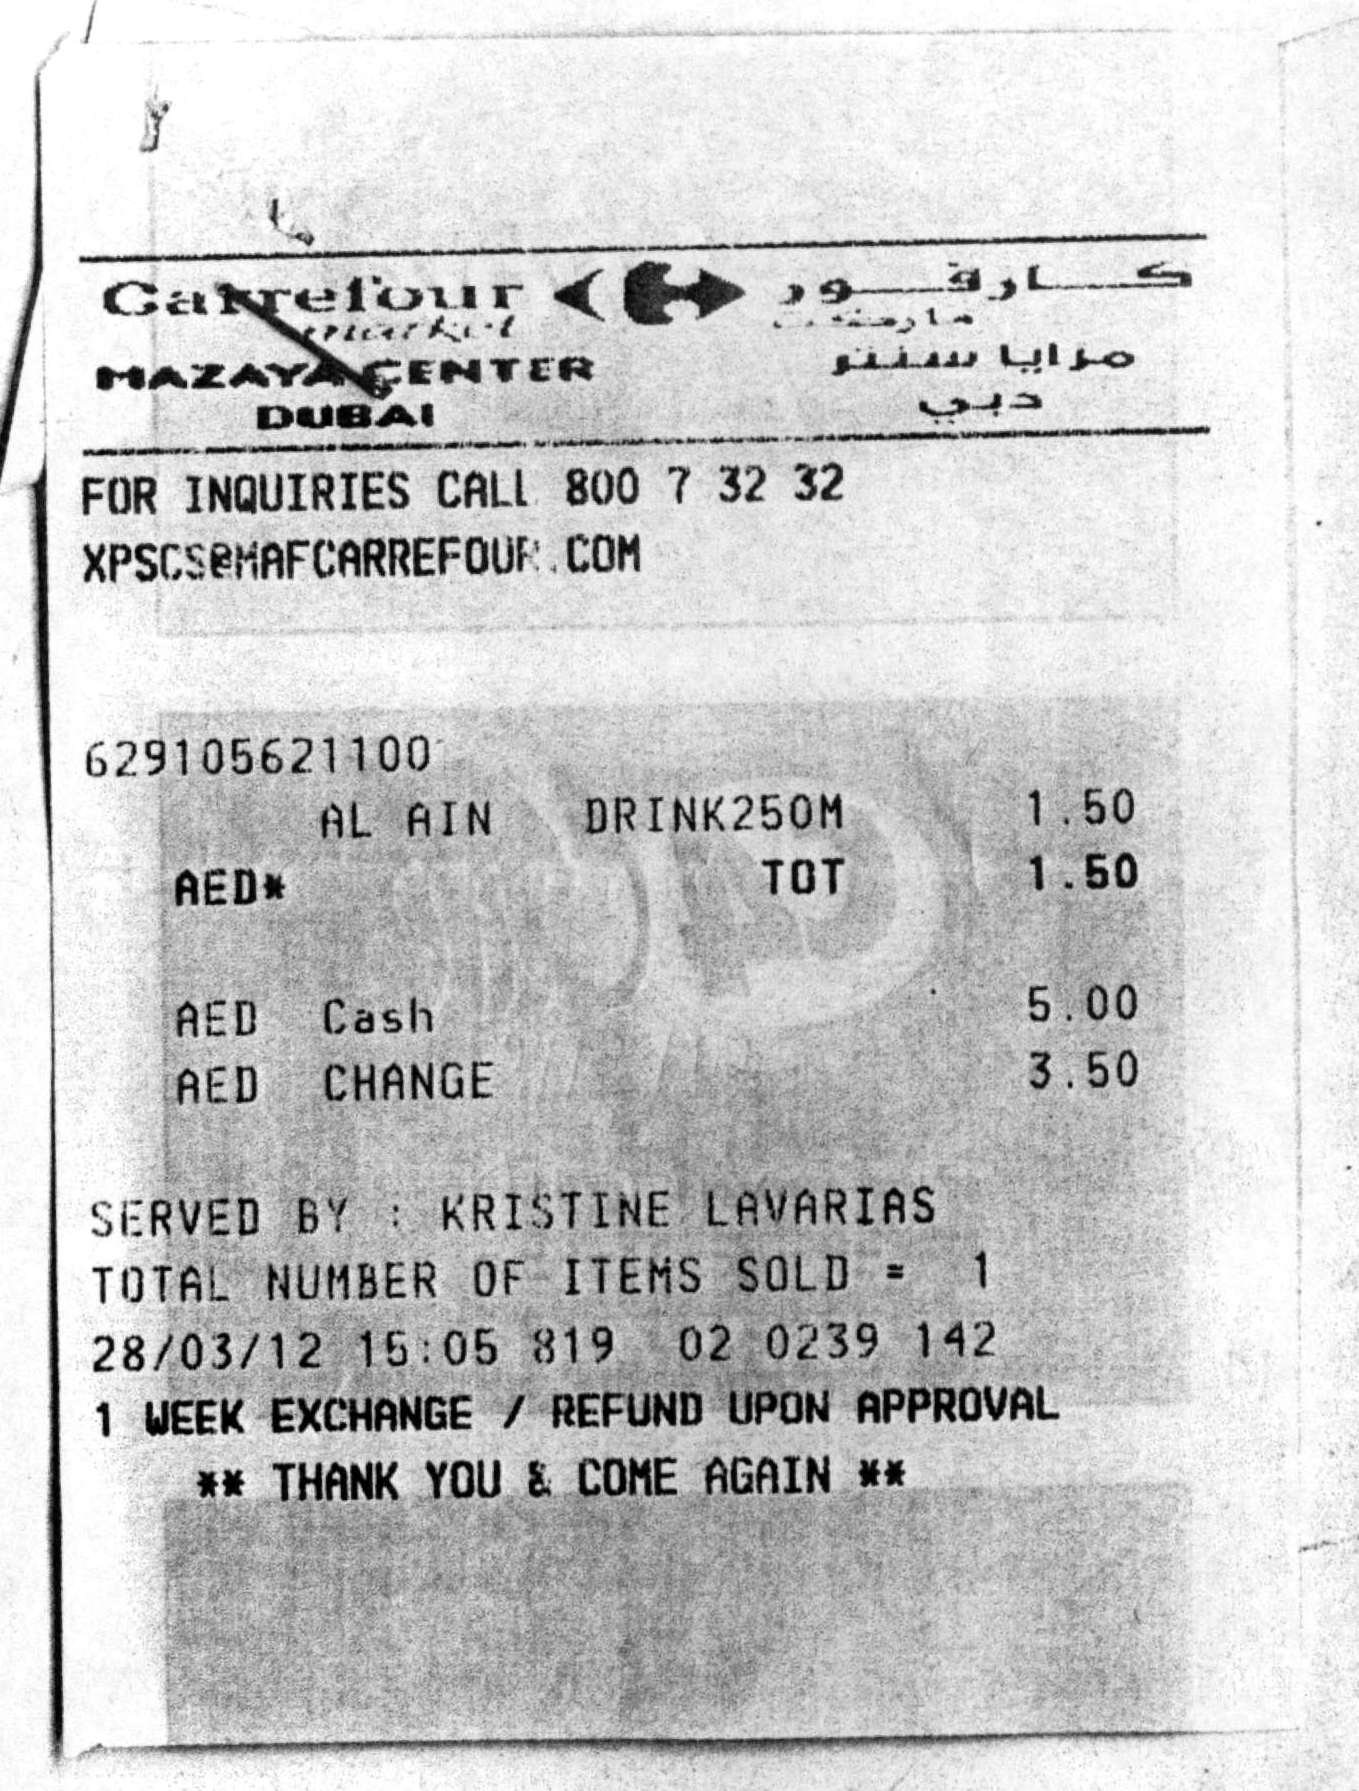 Carrefour كارفور
market ماركت
MAZAYA CENTER مزايا سنتر
DUBAI دبي
FOR INQUIRIES CALL 800 7 32 32
XPSCS@MAFCARREFOUR.COM
629105621100
AL AIN DRINK250M 1.50
AED* TOT 1.50
AED Cash 5.00
AED CHANGE 3.50
SERVED BY : KRISTINE LAVARIAS
TOTAL NUMBER OF ITEMS SOLD = 1
28/03/12 15:05 819 02 0239 142
1 WEEK EXCHANGE / REFUND UPON APPROVAL
** THANK YOU & COME AGAIN **